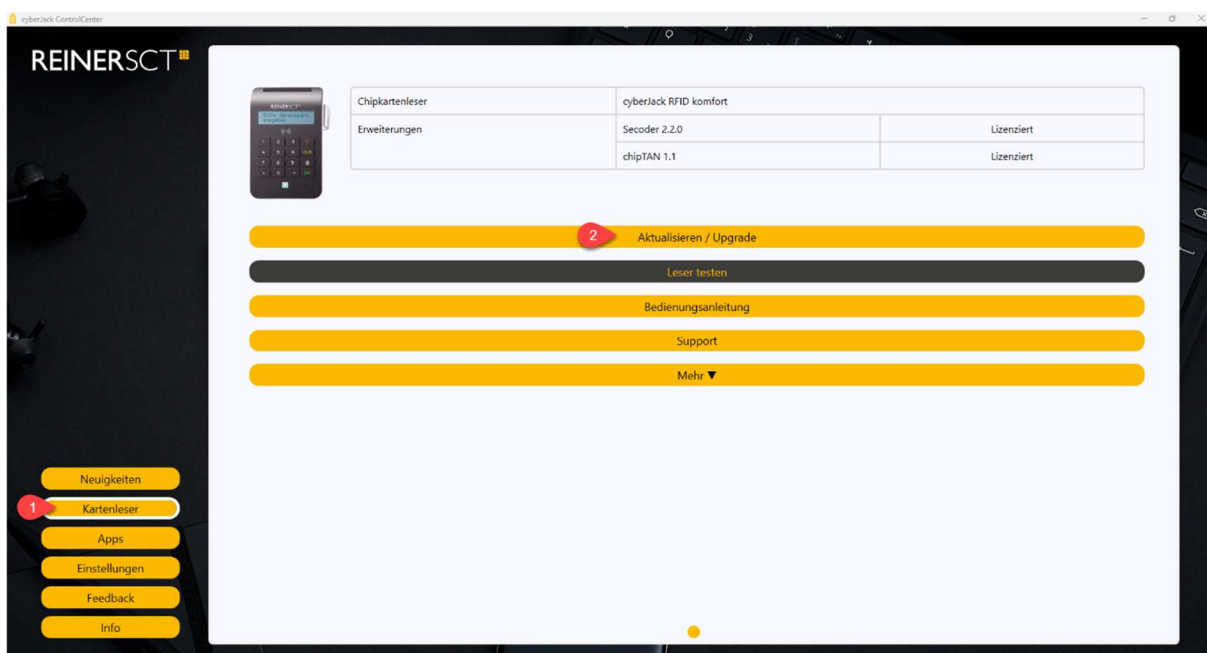 cyberJack ControlCenter
REINERSCT
Chipkartenleser
cyberJack RFID komfort
Erweiterungen
Secoder 2.2.0
Lizenziert
chipTAN 1.1
Lizenziert
2
Aktualisieren / Upgrade
Leser testen
Bedienungsanleitung
Support
Mehr ▼
Neuigkeiten
1
Kartenleser
Apps
Einstellungen
Feedback
Info